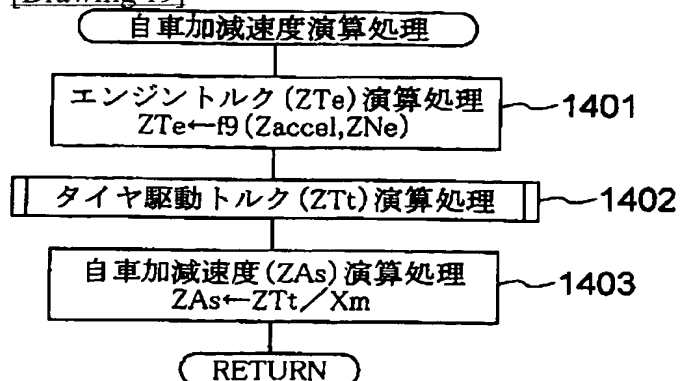 [Drawing 19]
自車加減速度演算処理
エンジントルク(ZTe)演算処理
ZTe←f9(Zaccel,ZNe)
1401
タイヤ駆動トルク(ZTt)演算処理
1402
自車加減速度(ZAs)演算処理
ZAs←ZTt／Xm
1403
RETURN